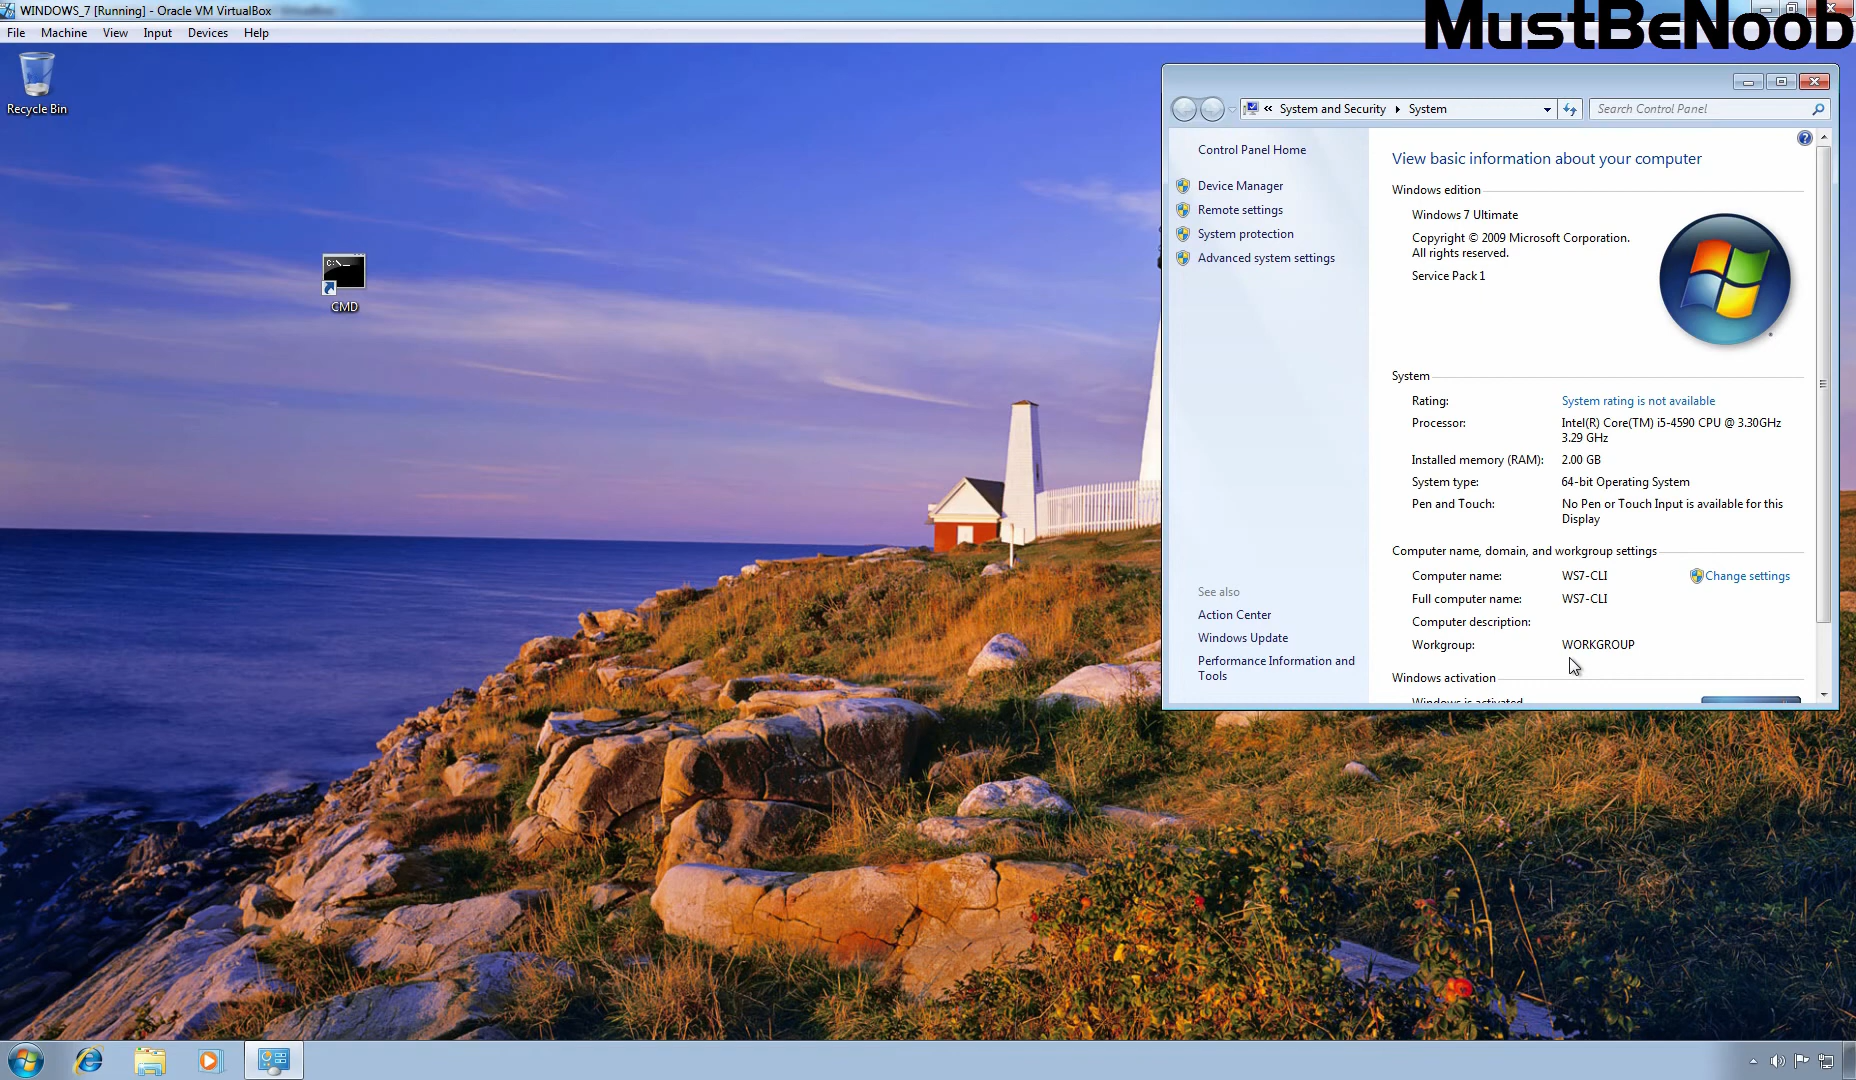 WINDOWS_7 [Running] - Oracle VM VirtualBox
File Machine View Input Devices Help
MustBeNoob
Recycle Bin
C:\._
CMD
« System and Security System
Search Control Panel
Control Panel Home
Device Manager
Remote settings
System protection
Advanced system settings
See also
Action Center
Windows Update
Performance Information and
Tools
View basic information about your computer
Windows edition
Windows 7 Ultimate
Copyright © 2009 Microsoft Corporation.
All rights reserved.
Service Pack 1
System
Rating: System rating is not available
Processor: Intel(R) Core(TM) i5-4590 CPU @ 3.30GHz
3.29 GHz
Installed memory (RAM): 2.00 GB
System type: 64-bit Operating System
Pen and Touch: No Pen or Touch Input is available for this
Display
Computer name, domain, and workgroup settings
Computer name: WS7-CLI Change settings
Full computer name: WS7-CLI
Computer description:
Workgroup: WORKGROUP
Windows activation
Windows is activated